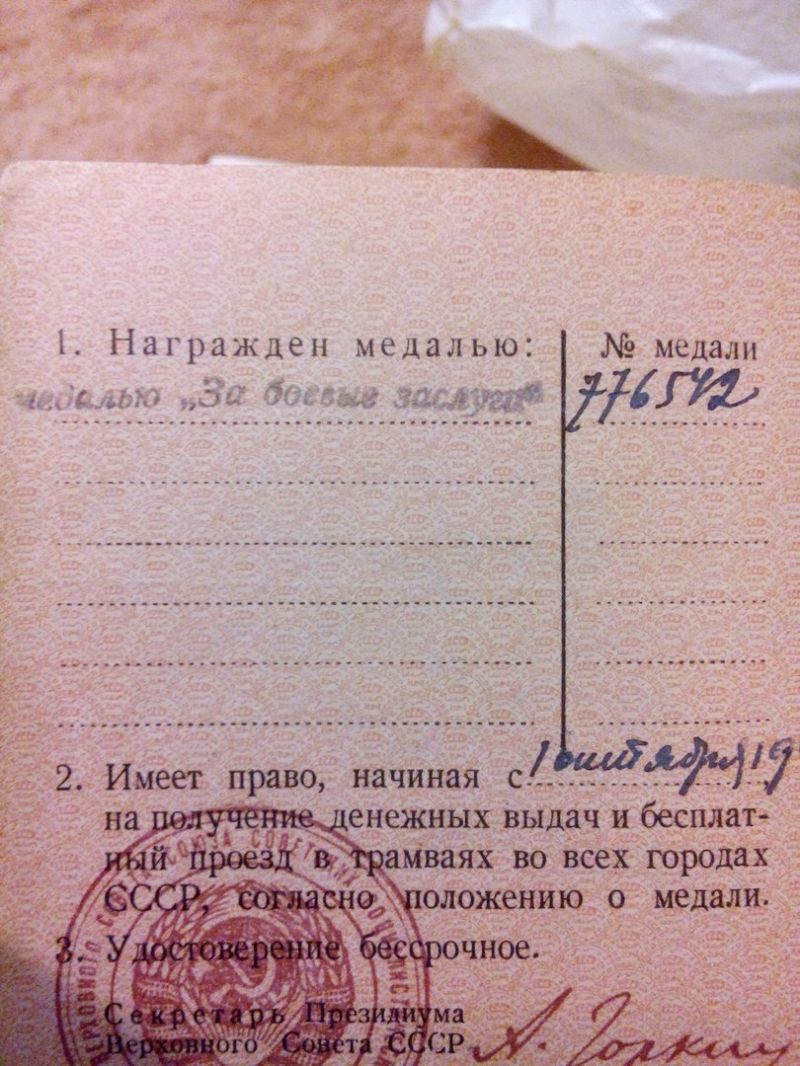 1. Награжден медалью:
№ медали
медалью „За боевые заслуги“
776542
2. Имеет право, начиная с 1 октября 19
на получение денежных выдач и бесплат-
ный проезд в трамваях во всех городах
СССР, согласно положению о медали.
3. Удостоверение бессрочное.
Секретарь Президиума
Верховного Совета СССР
А. Горкин